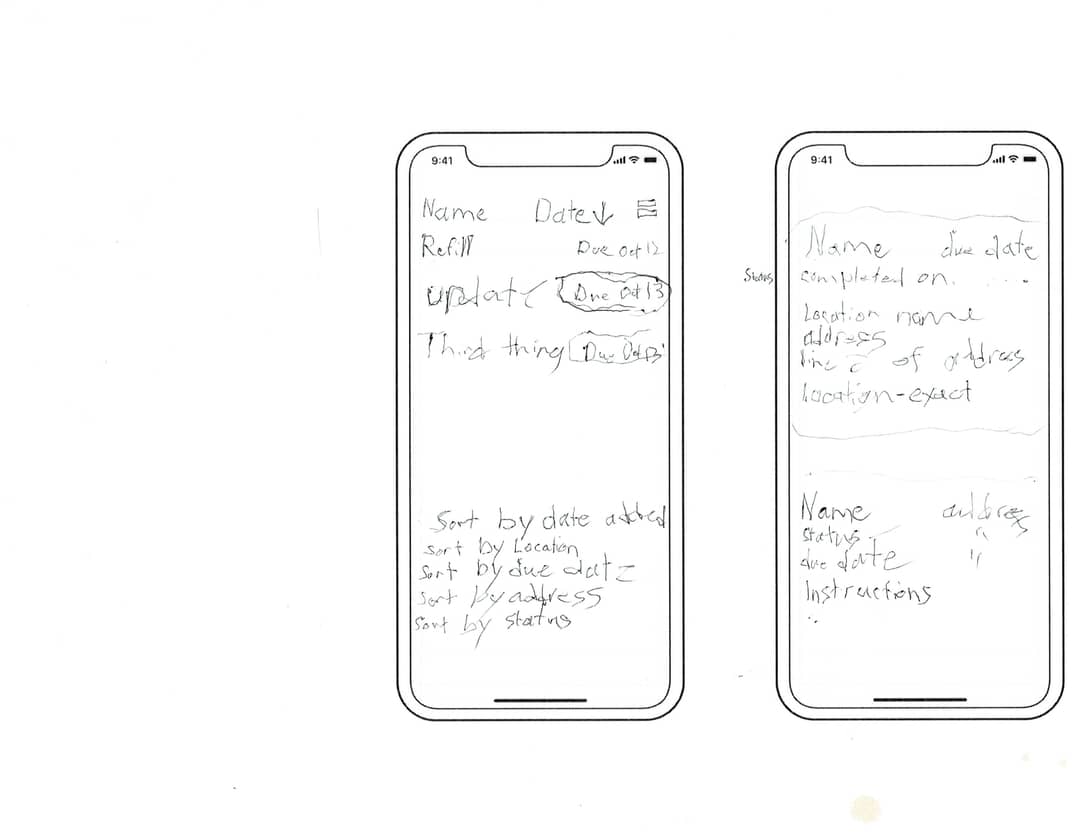 9:41
Name Date↓
Refill Due Oct 12
update Due Oct 13
Third thing Due Oct 13
Sort by date added
sort by Location
sort by due date
sort by address
sort by status
9:41
Name due date
Status completed on. . . . .
Location name
address
line 2 of address
Location-exact
Name address
status "
due date "
Instructions